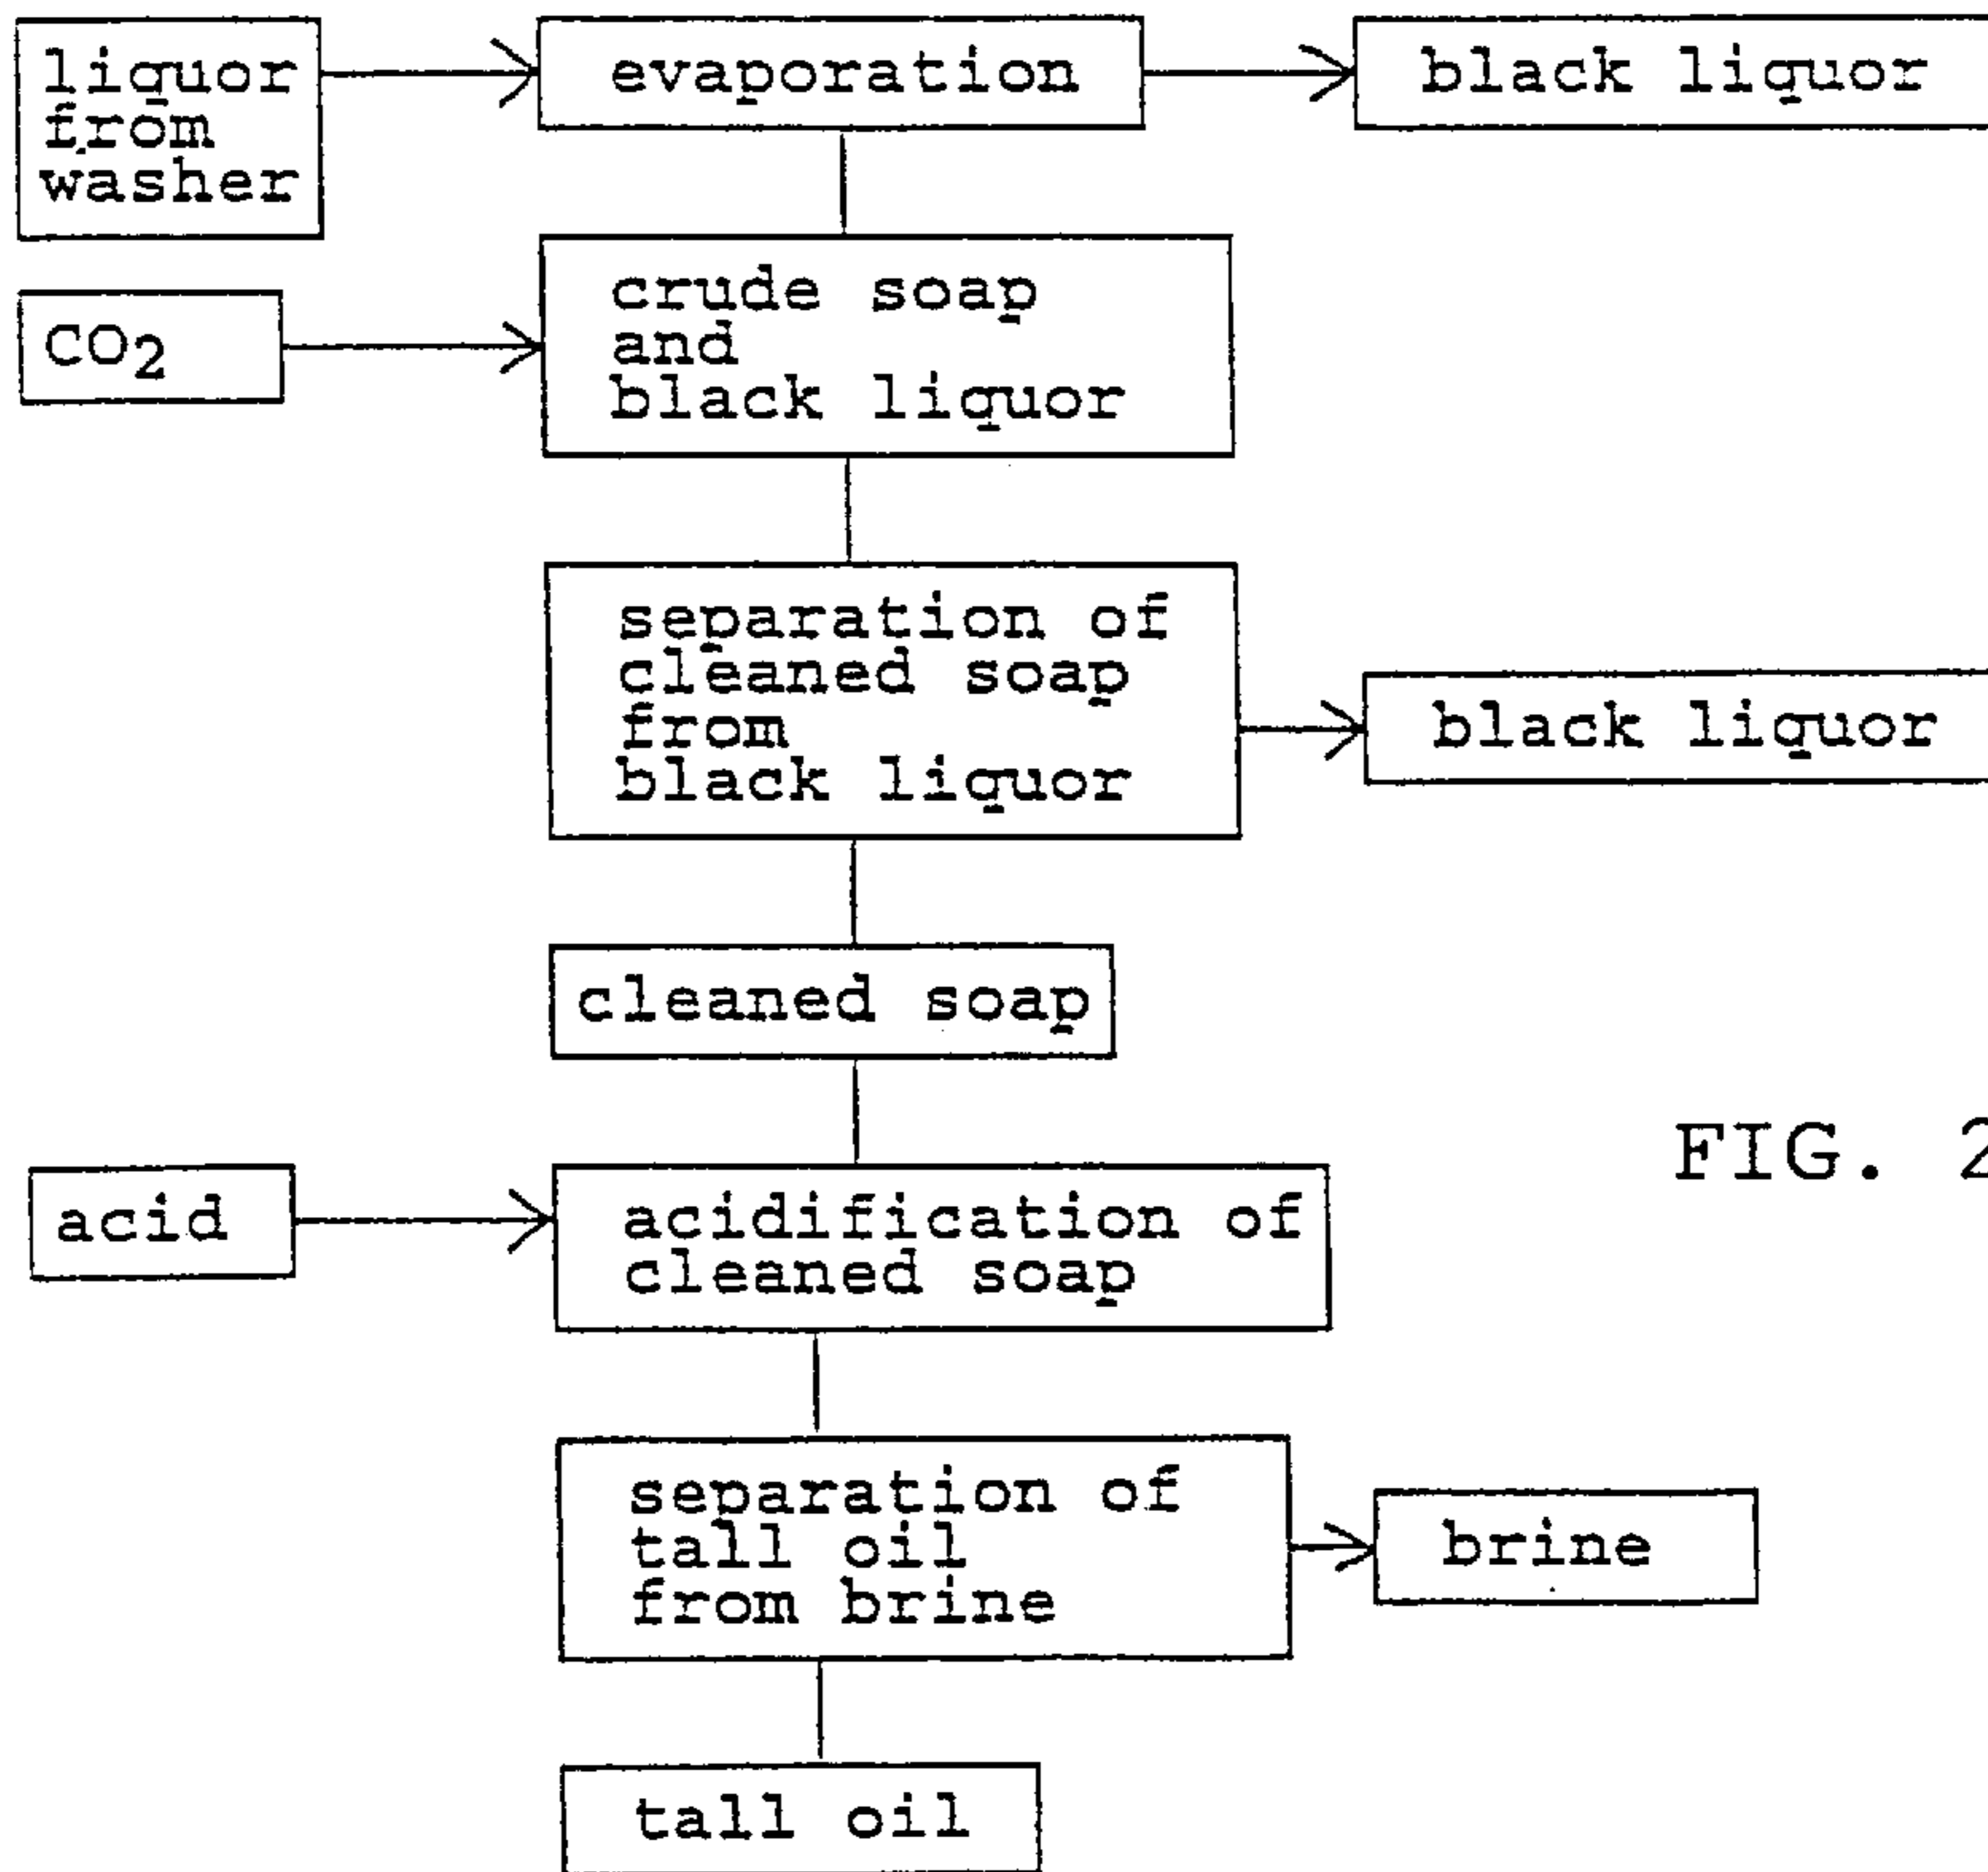 liquor
from
washer
evaporation
black liquor
CO₂
crude soap
and
black liquor
separation of
cleaned soap
from
black liquor
black liquor
cleaned soap
FIG. 2
acid
acidification of
cleaned soap
separation of
tall oil
from brine
brine
tall oil